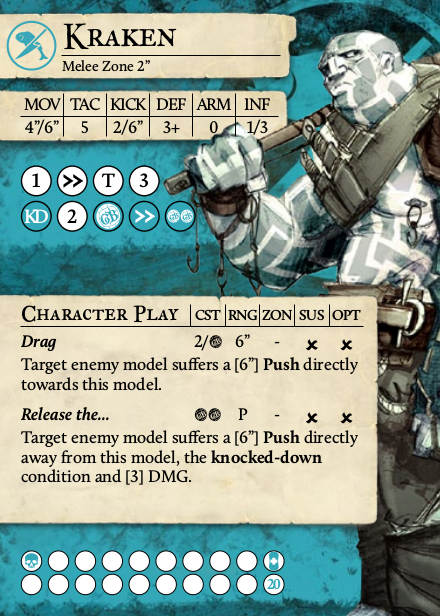 Kraken
Melee Zone 2”
MOV TAC KICK DEF ARM INF
4”/6” 5 2/6” 3+ 0 1/3
1 >> T 3
KD 2 GB >>
Character Play CST RNG ZON SUS OPT
Drag 2/ 6” - ✗ ✗
Target enemy model suffers a [6”] Push directly
towards this model.
Release the... P - ✗ ✗
Target enemy model suffers a [6”] Push directly
away from this model, the knocked-down
condition and [3] DMG.
20